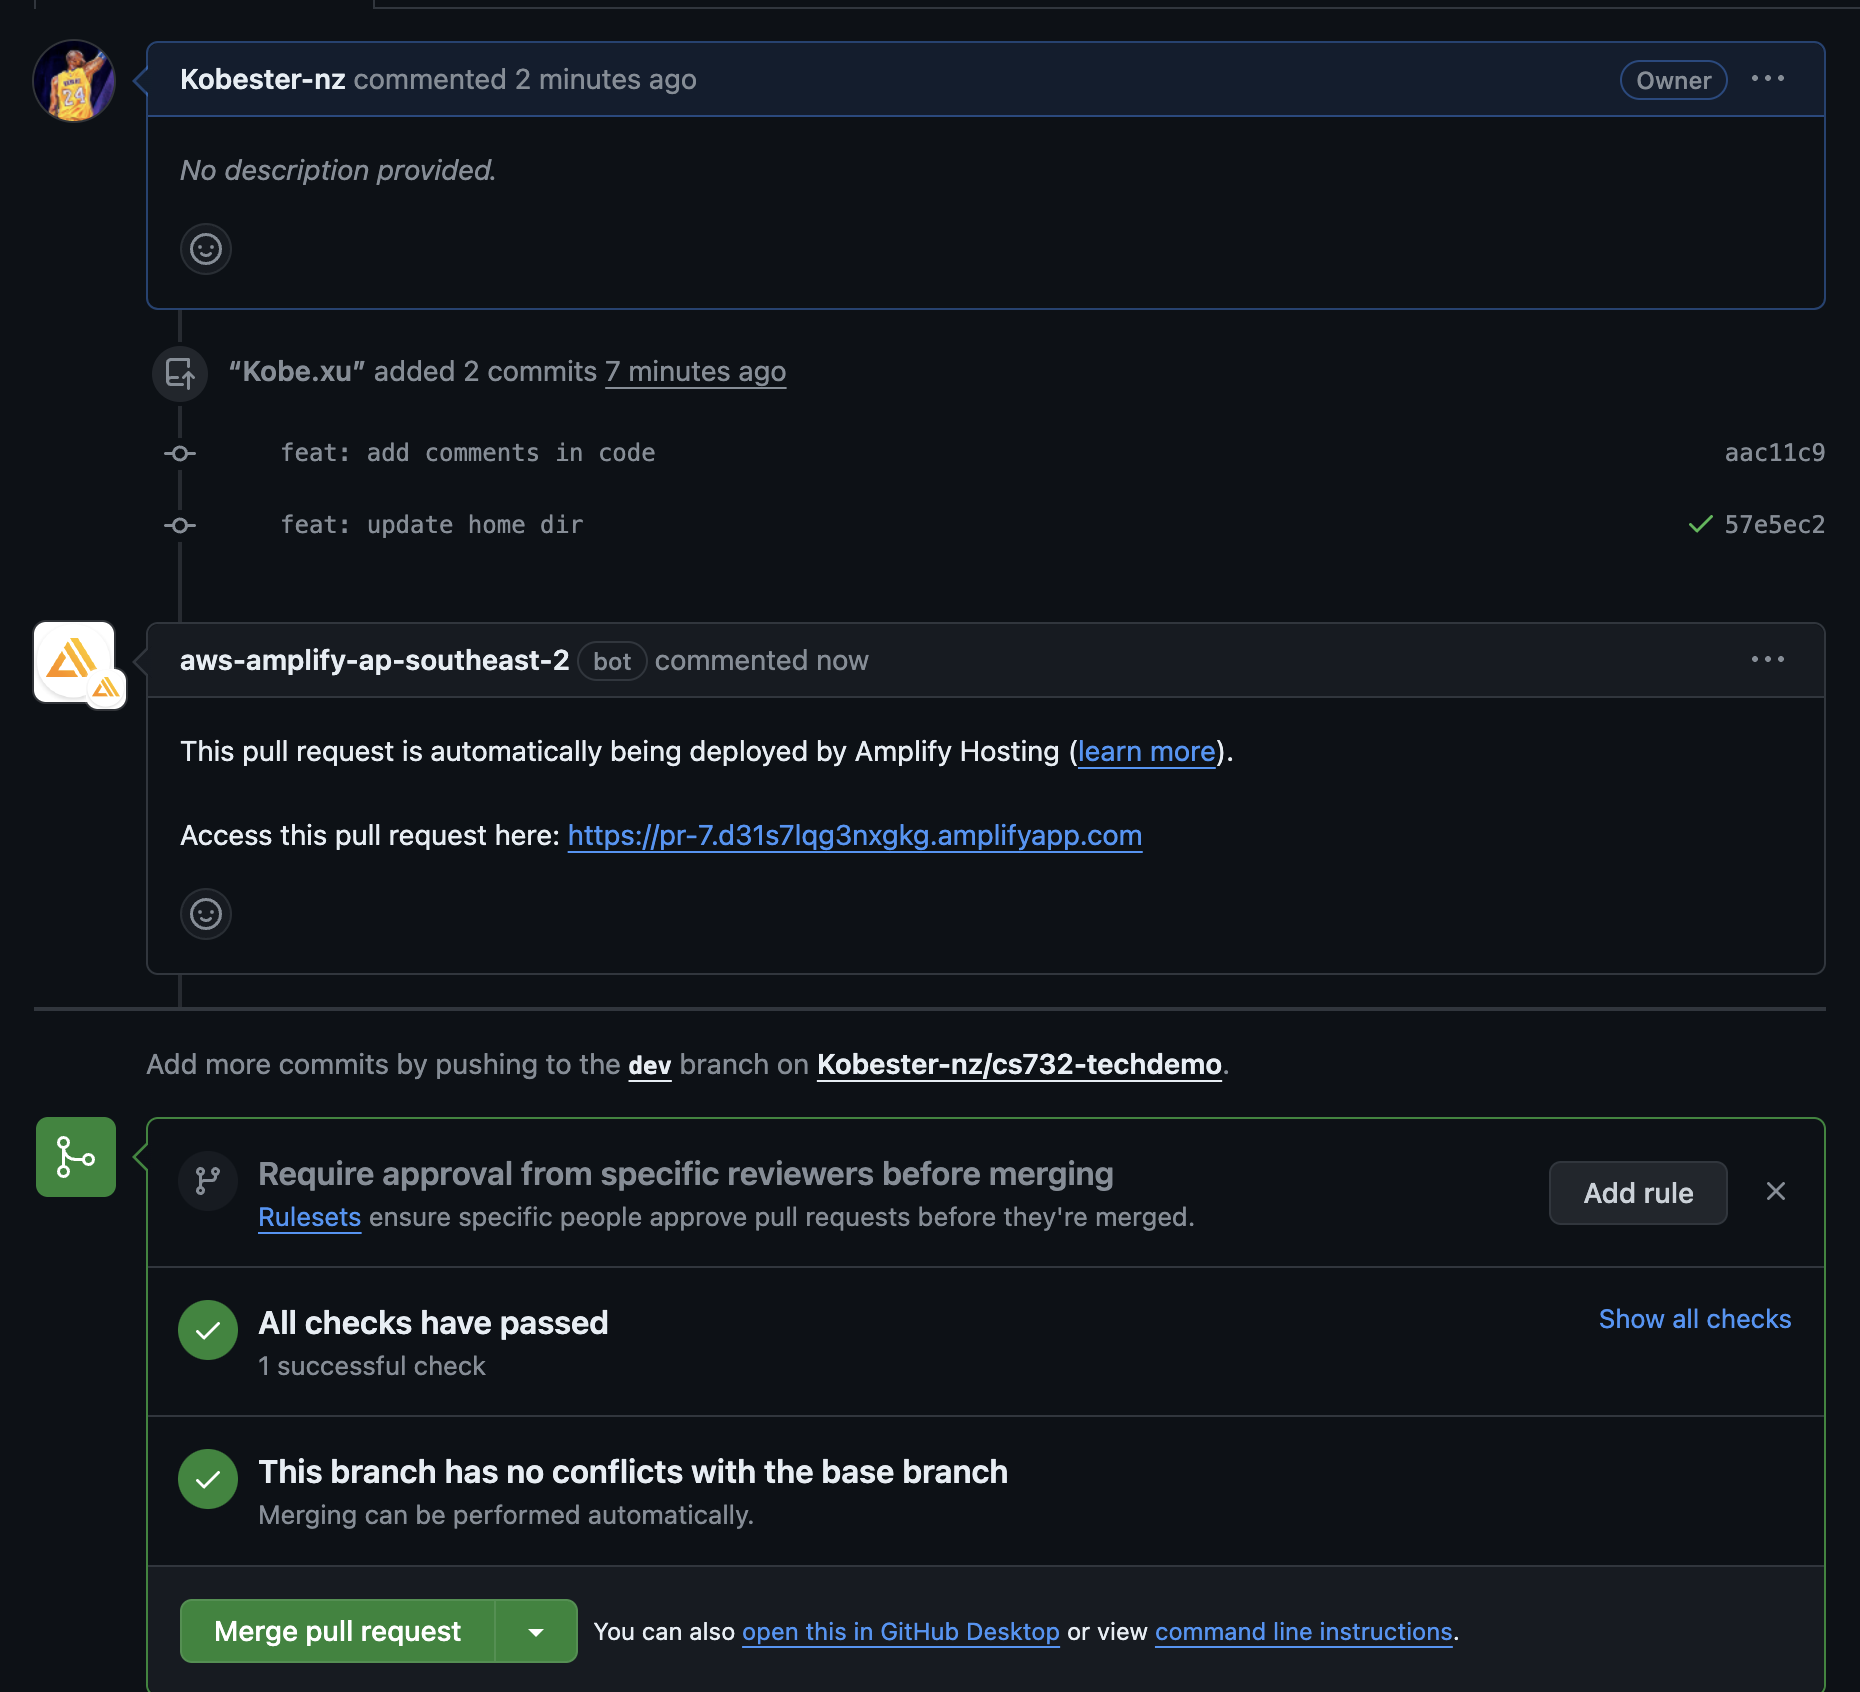 Kobester-nz commented 2 minutes ago Owner
No description provided.
“Kobe.xu” added 2 commits 7 minutes ago
feat: add comments in code aac11c9
feat: update home dir 57e5ec2
aws-amplify-ap-southeast-2 bot commented now
This pull request is automatically being deployed by Amplify Hosting (learn more).
Access this pull request here: https://pr-7.d31s7lqg3nxgkg.amplifyapp.com
Add more commits by pushing to the dev branch on Kobester-nz/cs732-techdemo.
Require approval from specific reviewers before merging
Rulesets ensure specific people approve pull requests before they're merged.
Add rule
All checks have passed
1 successful check
Show all checks
This branch has no conflicts with the base branch
Merging can be performed automatically.
Merge pull request You can also open this in GitHub Desktop or view command line instructions.